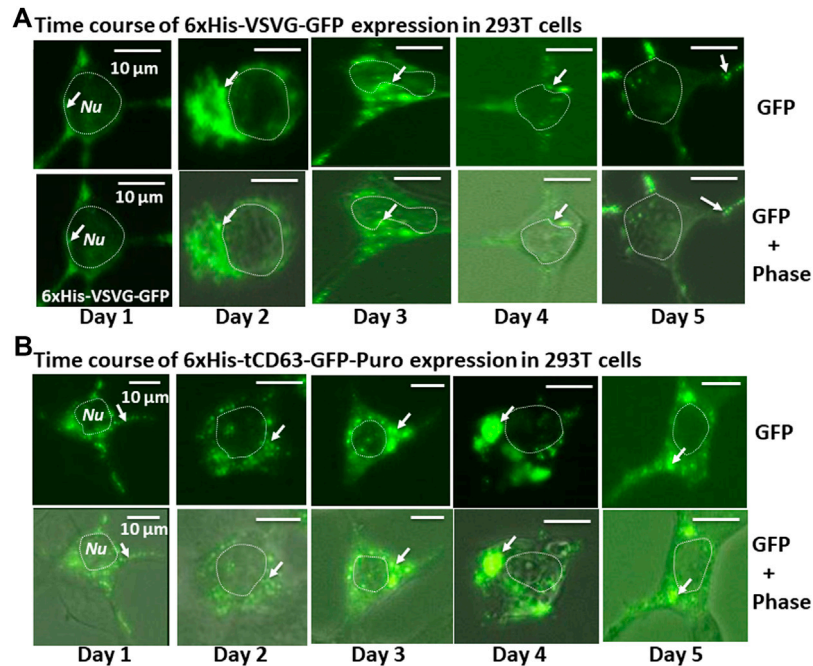 A
Time course of 6xHis-VSVG-GFP expression in 293T cells
10 µm
Nu
GFP
10 µm
Nu
6xHis-VSVG-GFP
GFP
+
Phase
Day 1 Day 2 Day 3 Day 4 Day 5
B
Time course of 6xHis-tCD63-GFP-Puro expression in 293T cells
10 µm
Nu
GFP
10 µm
Nu
GFP
+
Phase
Day 1 Day 2 Day 3 Day 4 Day 5